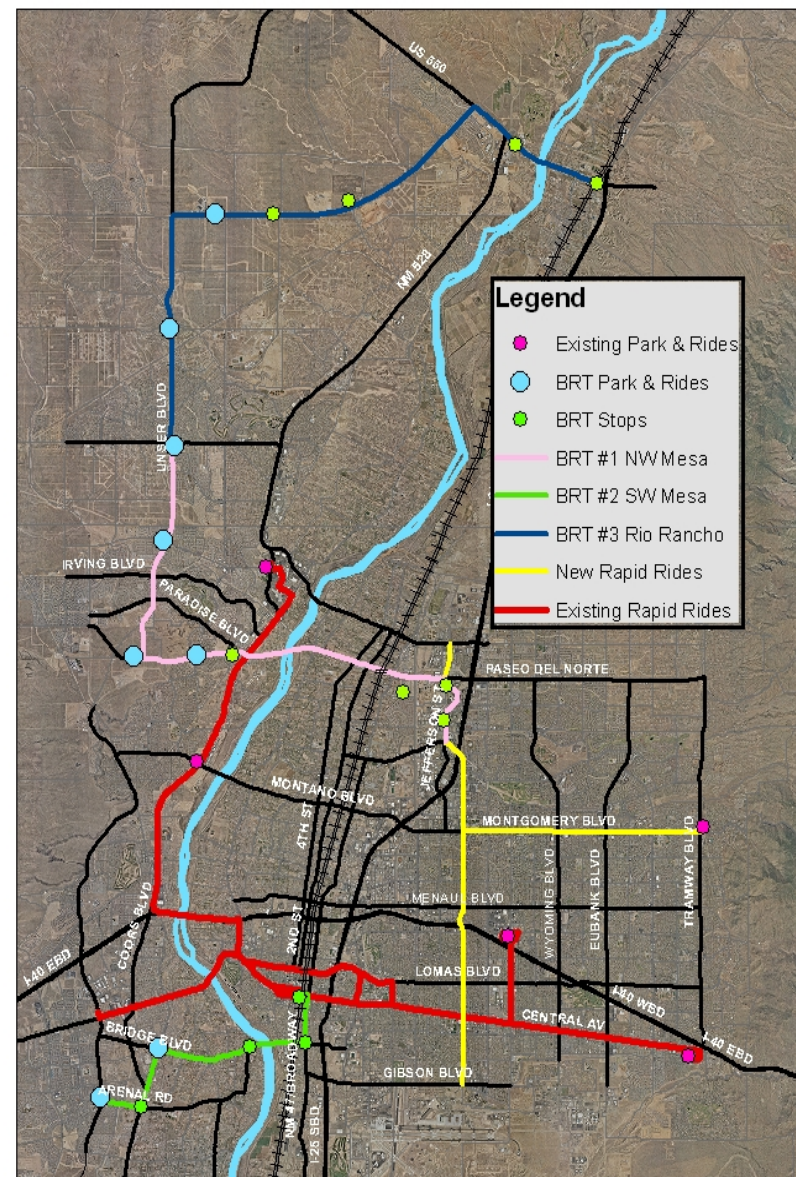 US 550
NM 528
Legend
Existing Park & Rides
BRT Park & Rides
BRT Stops
BRT #1 NW Mesa
BRT #2 SW Mesa
BRT #3 Rio Rancho
New Rapid Rides
Existing Rapid Rides
UNSER BLVD
IRVING BLVD
PARADISE BLVD
PASEO DEL NORTE
JEFFERSON ST
MONTANO BLVD
4TH ST
MONTGOMERY BLVD
WYOMING BLVD
EUBANK BLVD
TRAMWAY BLVD
MENAUL BLVD
COORS BLVD
2ND ST
I-40 EBD
LOMAS BLVD
I-40 WBD
CENTRAL AV
I-40 EBD
BRIDGE BLVD
NM 47/BROADWAY
I-25 SBD
GIBSON BLVD
ARENAL RD